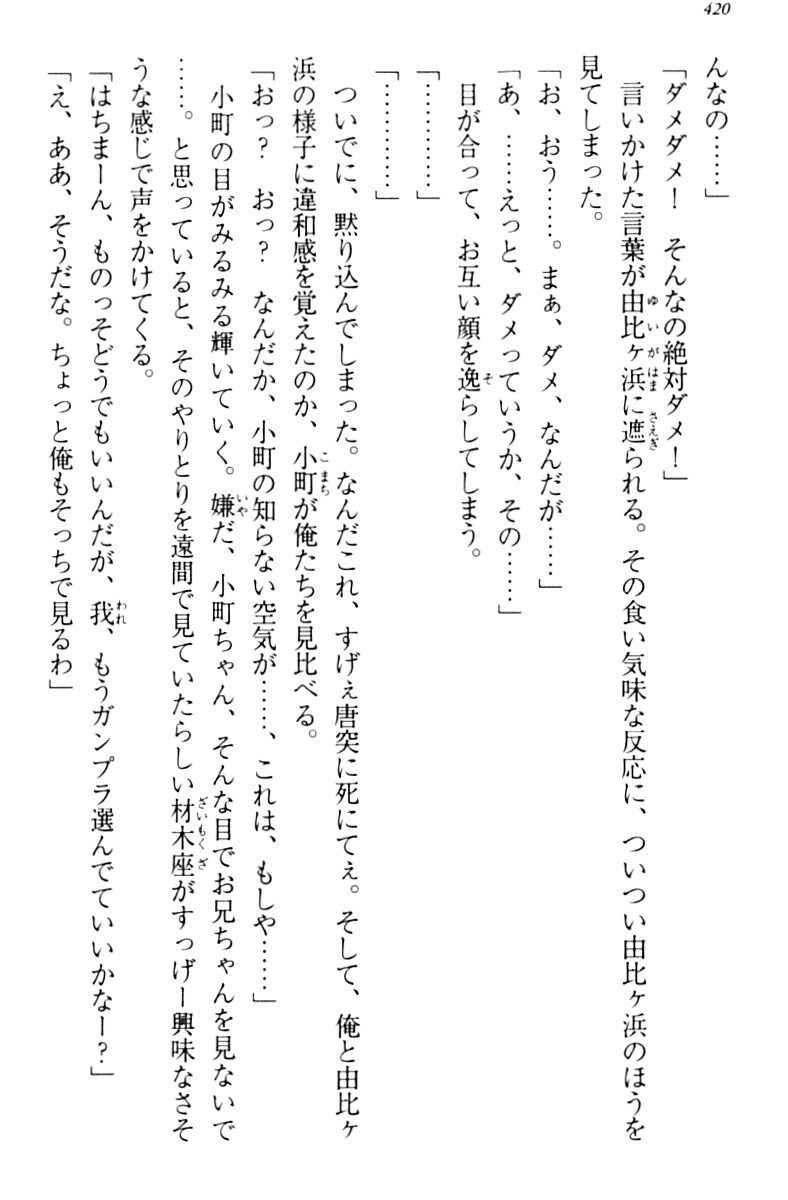 420
んなの……」
「ダメダメ！　そんなの絶対ダメ！」
　言いかけた言葉が由比ヶ浜に遮られる。その食い気味な反応に、ついつい由比ヶ浜のほうを
見てしまった。
「お、おう……。まぁ、ダメ、なんだが……」
「あ、……えっと、ダメっていうか、その……」
　目が合って、お互い顔を逸らしてしまう。
「…………」
「…………」
　ついでに、黙り込んでしまった。なんだこれ、すげぇ唐突に死にてぇ。そして、俺と由比ヶ
浜の様子に違和感を覚えたのか、小町が俺たちを見比べる。
「おっ？　おっ？　なんだか、小町の知らない空気が……、これは、もしや……」
　小町の目がみるみる輝いていく。嫌だ、小町ちゃん、そんな目でお兄ちゃんを見ないで
……。と思っていると、そのやりとりを遠間で見ていたらしい材木座がすっげー興味なさそ
うな感じで声をかけてくる。
「はちまーん、ものっそどうでもいいんだが、我、もうガンプラ選んでていいかなー？」
「え、ああ、そうだな。ちょっと俺もそっちで見るわ」